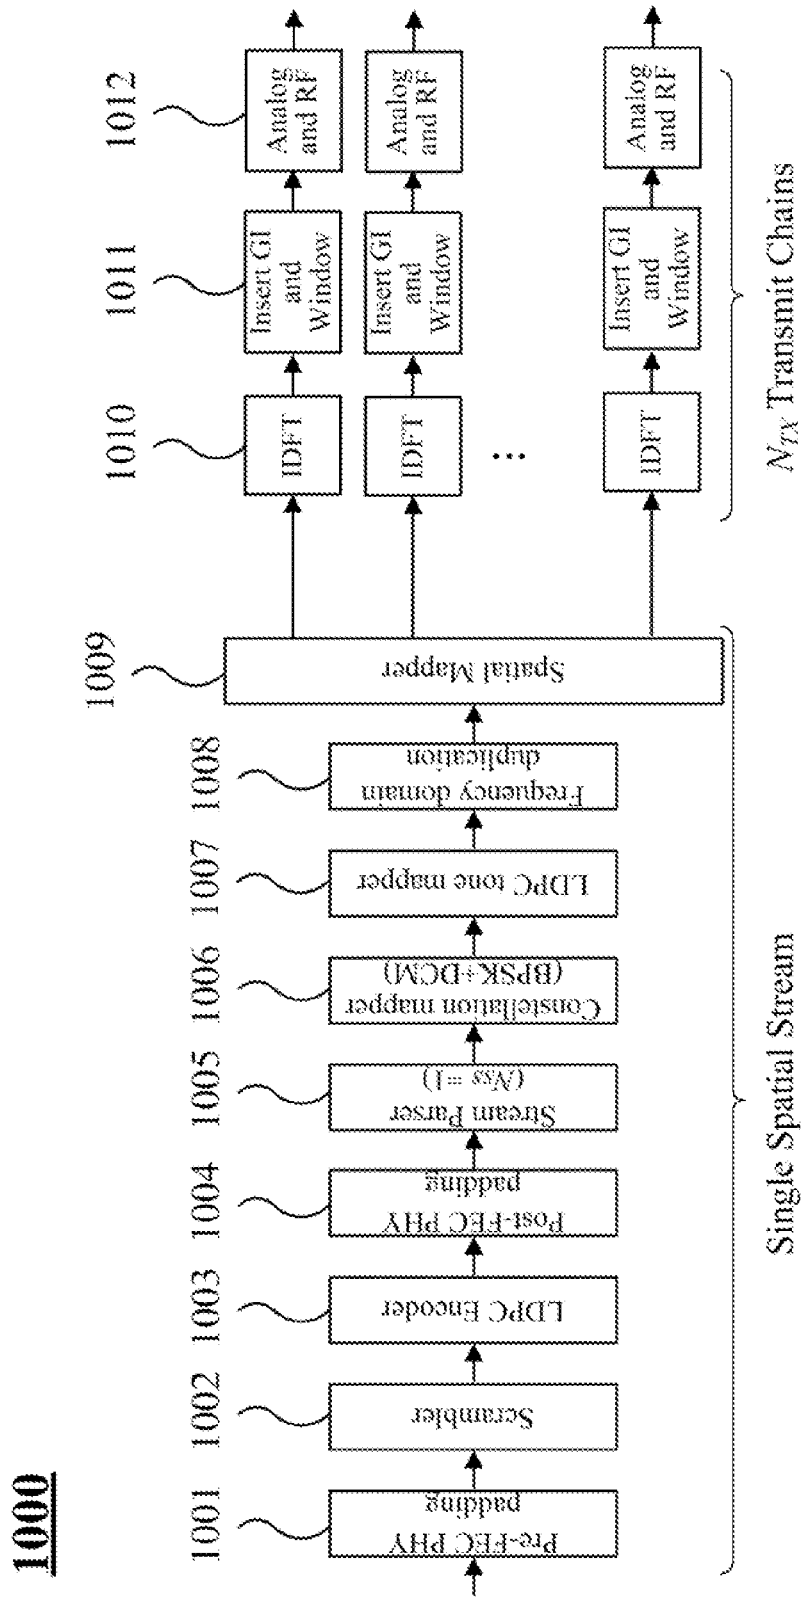 1000
1001
Pre-FEC PHY
padding
1002
Scrambler
1003
LDPC Encoder
1004
Post-FEC PHY
padding
1005
Stream Parser
(Nss =1)
1006
Constellation mapper
(BPSK+DCM)
1007
LDPC tone mapper
1008
Frequency domain
duplication
1009
Spatial Mapper
Single Spatial Stream
1010
IDFT
1011
Insert GI
and
Window
1012
Analog
and RF
IDFT
Insert GI
and
Window
Analog
and RF
...
IDFT
Insert GI
and
Window
Analog
and RF
NTX Transmit Chains